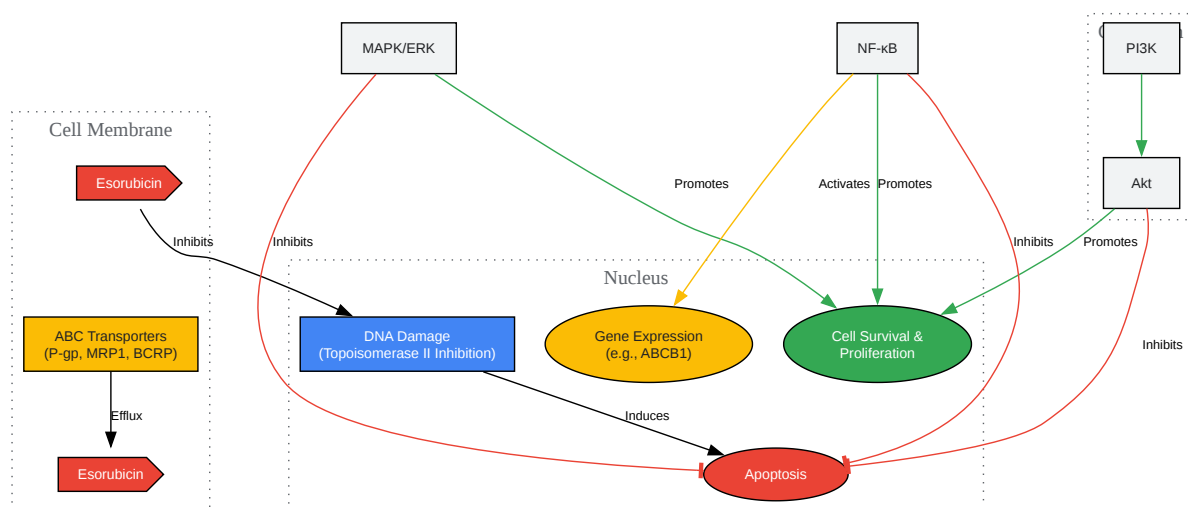 MAPK/ERK
NF-κB
PI3K
Cell Membrane
Esorubicin
Akt
Promotes
Activates
Promotes
Inhibits
Inhibits
Inhibits
Promotes
Nucleus
ABC Transporters
(P-gp, MRP1, BCRP)
DNA Damage
(Topoisomerase II Inhibition)
Gene Expression
(e.g., ABCB1)
Cell Survival &
Proliferation
Inhibits
Efflux
Induces
Esorubicin
Apoptosis